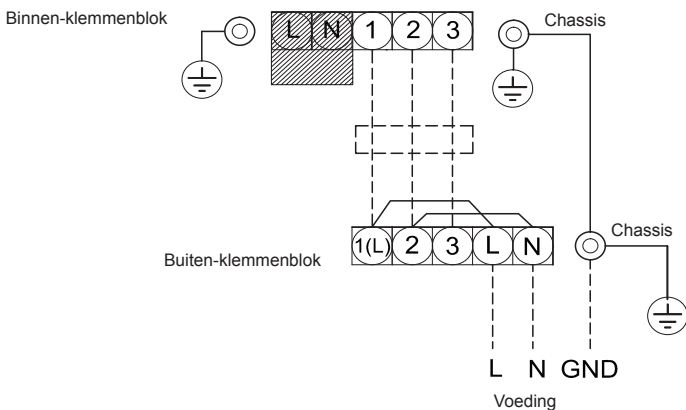 Binnen-klemmenblok
L N 1 2 3
Chassis
Buiten-klemmenblok
1(L) 2 3 L N
Chassis
L N GND
Voeding